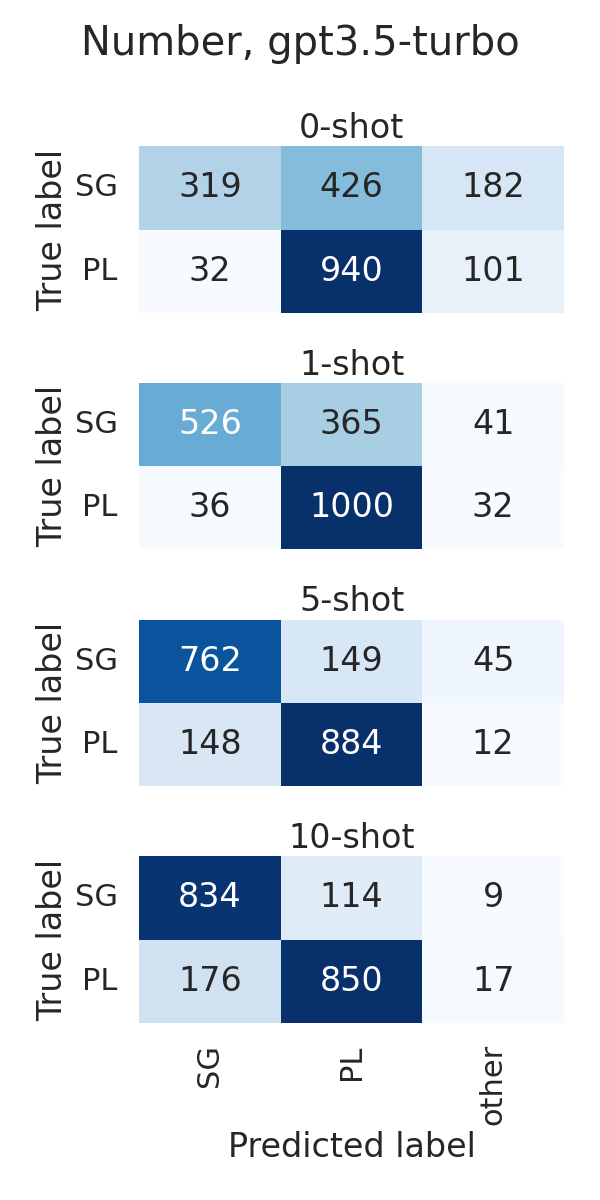 Number, gpt3.5-turbo
0-shot
True label
SG 319 426 182
PL 32 940 101
1-shot
True label
SG 526 365 41
PL 36 1000 32
5-shot
True label
SG 762 149 45
PL 148 884 12
10-shot
True label
SG 834 114 9
PL 176 850 17
SG PL other
Predicted label